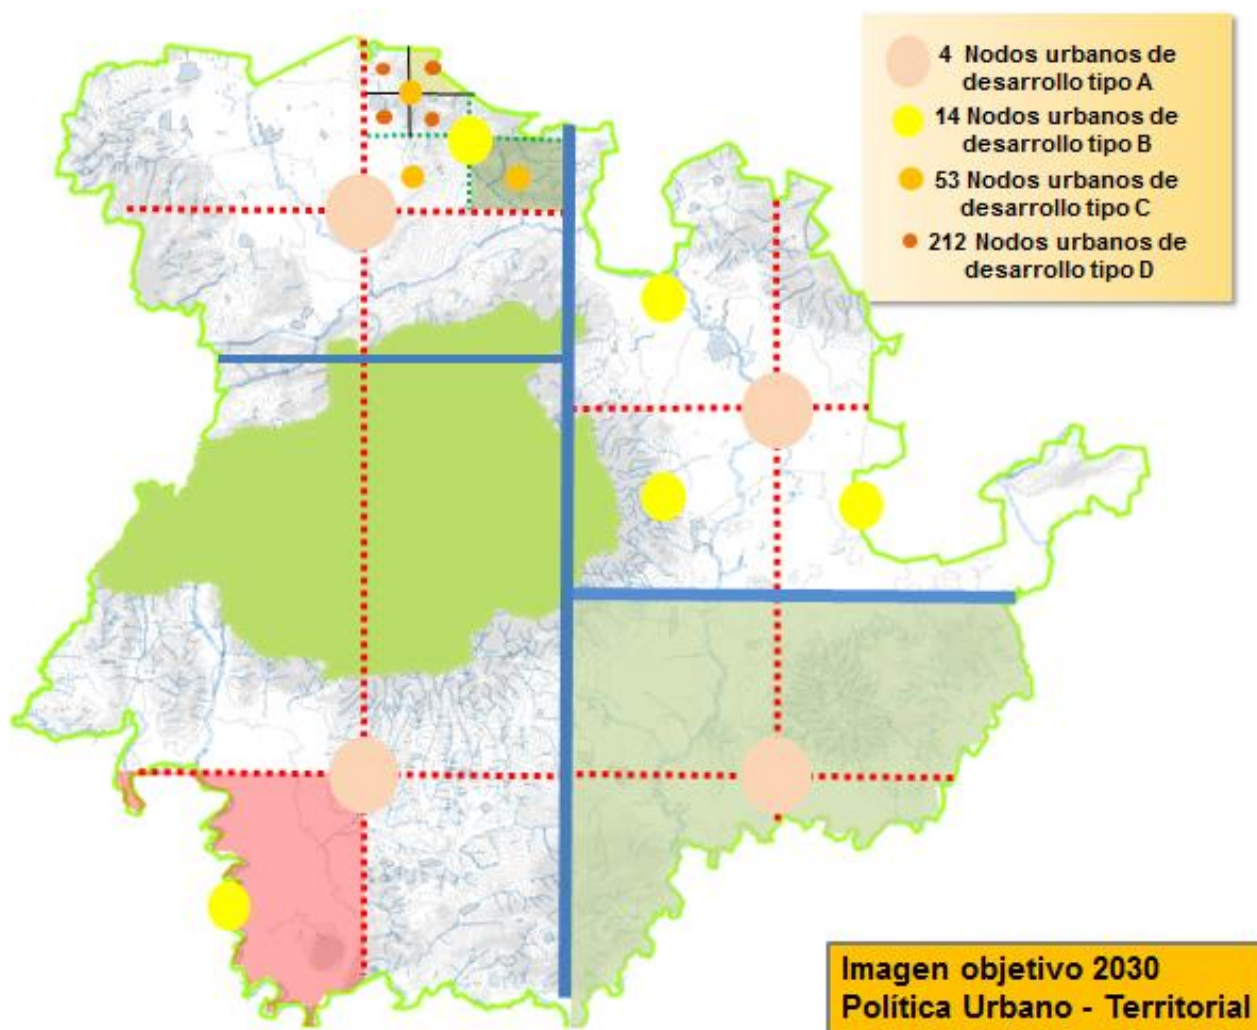 4 Nodos urbanos de
desarrollo tipo A
14 Nodos urbanos de
desarrollo tipo B
53 Nodos urbanos de
desarrollo tipo C
212 Nodos urbanos de
desarrollo tipo D
Imagen objetivo 2030
Política Urbano - Territorial